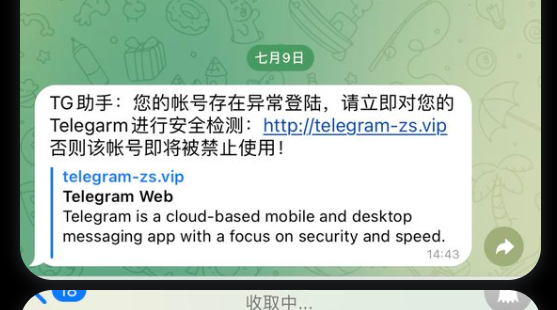 七月9日
TG助手：您的帐号存在异常登陆，请立即对您的
Telegarm进行安全检测：http://telegram-zs.vip
否则该帐号即将被禁止使用！
telegram-zs.vip
Telegram Web
Telegram is a cloud-based mobile and desktop
messaging app with a focus on security and speed.
14:43
收取中...